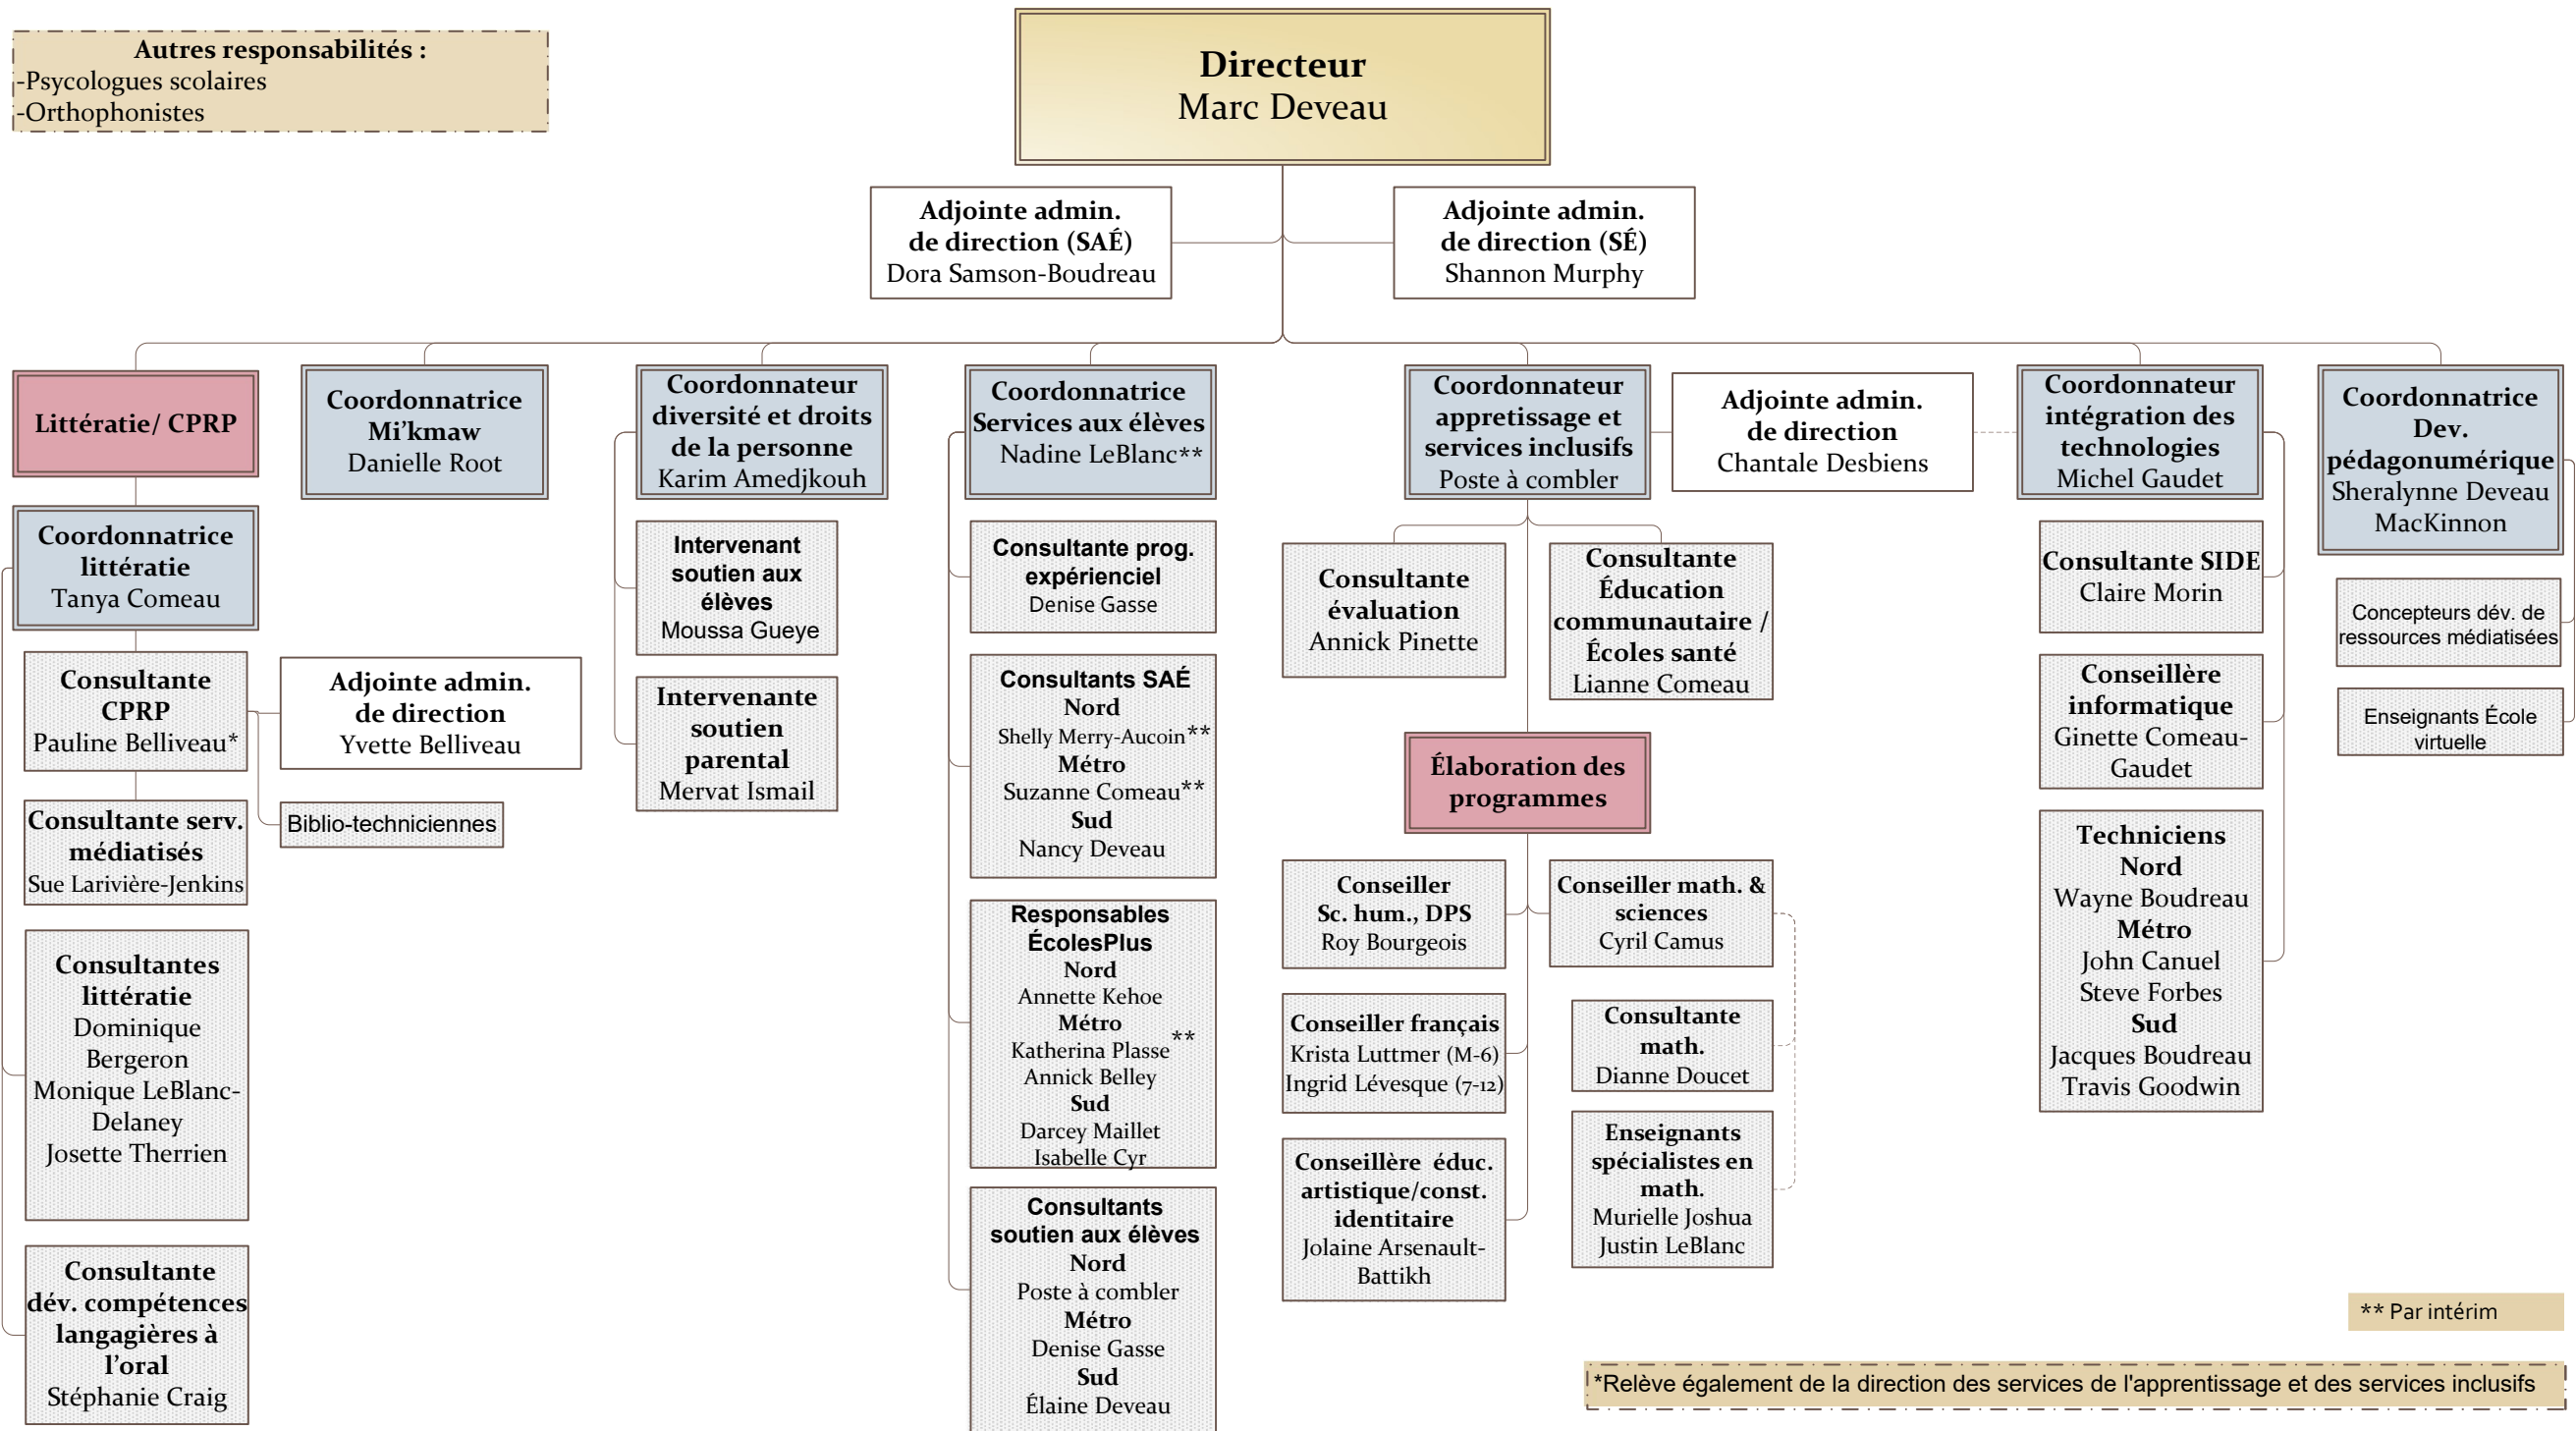 Autres responsabilités :
-Psycologues scolaires
-Orthophonistes
Directeur
Marc Deveau
Adjointe admin.
de direction (SAÉ)
Dora Samson-Boudreau
Adjointe admin.
de direction (SÉ)
Shannon Murphy
Littératie/ CPRP
Coordonnatrice
littératie
Tanya Comeau
Consultante
CPRP
Pauline Belliveau*
Adjointe admin.
de direction
Yvette Belliveau
Biblio-techniciennes
Consultante serv.
médiatisés
Sue Larivière-Jenkins
Consultantes
littératie
Dominique
Bergeron
Monique LeBlanc-
Delaney
Josette Therrien
Consultante
dév. compétences
langagières à
l’oral
Stéphanie Craig
Coordonnatrice
Mi’kmaw
Danielle Root
Coordonnateur
diversité et droits
de la personne
Karim Amedjkouh
Intervenant
soutien aux
élèves
Moussa Gueye
Intervenante
soutien
parental
Mervat Ismail
Coordonnatrice
Services aux élèves
Nadine LeBlanc**
Consultante prog.
expérienciel
Denise Gasse
Consultants SAÉ
Nord
Shelly Merry-Aucoin**
Métro
Suzanne Comeau**
Sud
Nancy Deveau
Responsables
ÉcolesPlus
Nord
Annette Kehoe
Métro
Katherina Plasse**
Annick Belley
Sud
Darcey Maillet
Isabelle Cyr
Consultants
soutien aux élèves
Nord
Poste à combler
Métro
Denise Gasse
Sud
Élaine Deveau
Coordonnateur
appretissage et
services inclusifs
Poste à combler
Adjointe admin.
de direction
Chantale Desbiens
Consultante
évaluation
Annick Pinette
Consultante
Éducation
communautaire /
Écoles santé
Lianne Comeau
Élaboration des
programmes
Conseiller
Sc. hum., DPS
Roy Bourgeois
Conseiller math. &
sciences
Cyril Camus
Conseiller français
Krista Luttmer (M-6)
Ingrid Lévesque (7-12)
Consultante
math.
Dianne Doucet
Conseillère éduc.
artistique/const.
identitaire
Jolaine Arsenault-
Battikh
Enseignants
spécialistes en
math.
Murielle Joshua
Justin LeBlanc
Coordonnateur
intégration des
technologies
Michel Gaudet
Consultante SIDE
Claire Morin
Conseillère
informatique
Ginette Comeau-
Gaudet
Techniciens
Nord
Wayne Boudreau
Métro
John Canuel
Steve Forbes
Sud
Jacques Boudreau
Travis Goodwin
Coordonnatrice
Dev.
pédagonumérique
Sheralynne Deveau
MacKinnon
Concepteurs dév. de
ressources médiatisées
Enseignants École
virtuelle
** Par intérim
*Relève également de la direction des services de l'apprentissage et des services inclusifs